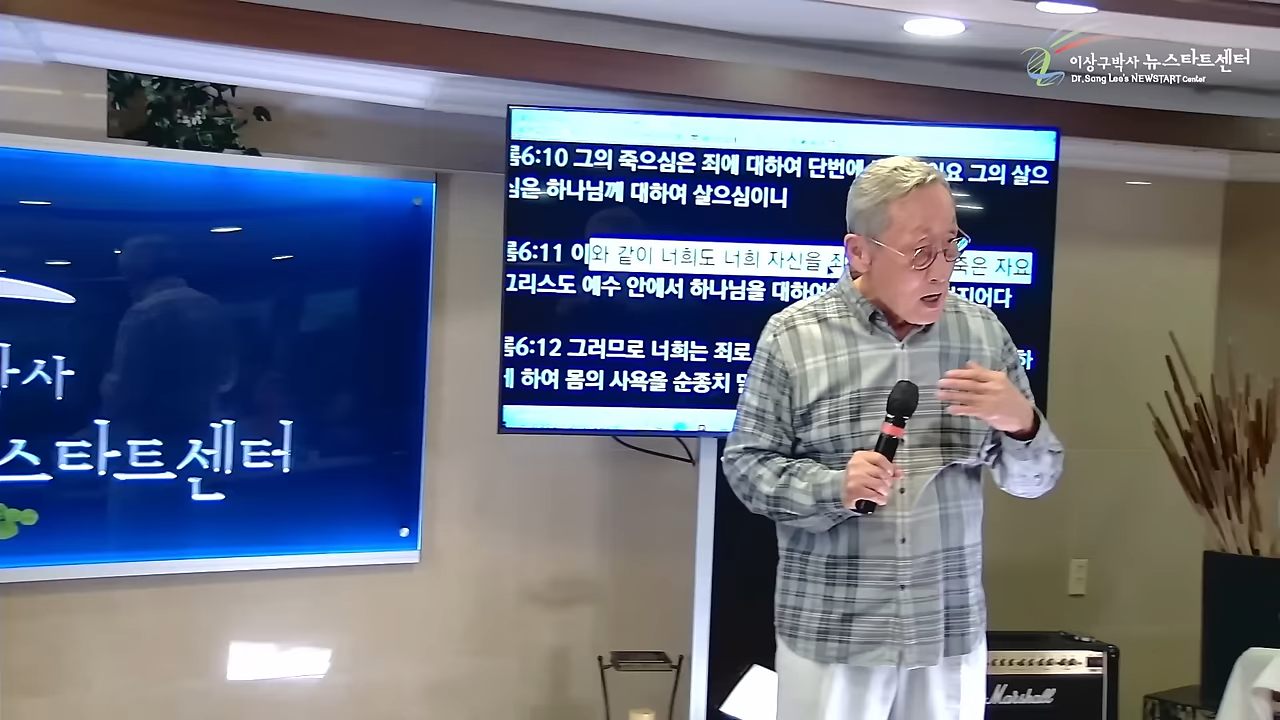 이상구박사 뉴스타트센터
Dr. Sang Lee's NEWSTART Center
롬6:10 그의 죽으심은 죄에 대하여 단번에 그의 살으
심은 하나님께 대하여 살으심이니
롬6:11 이와 같이 너희도 너희 자신을 죽은 자요
그리스도 예수 안에서 하나님을 대하여
롬6:12 그러므로 너희는 죄로
하여 몸의 사욕을 순종치
박사
스타트센터
Marshall